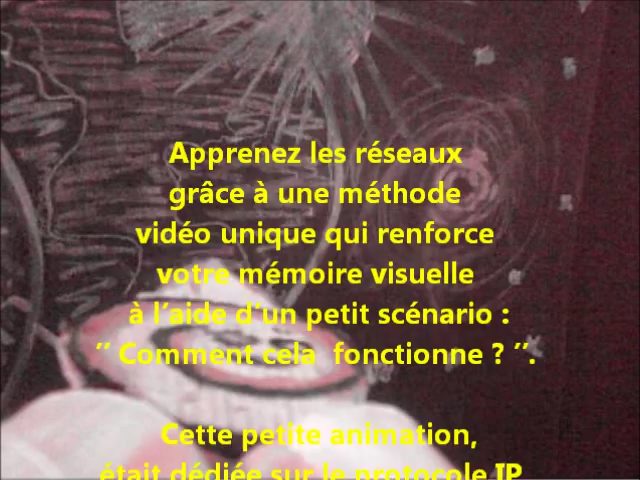 Apprenez les réseaux
grâce à une méthode
vidéo unique qui renforce
votre mémoire visuelle
à l’aide d’un petit scénario :
’’ Comment cela  fonctionne ? ’’.
Cette petite animation,
était dédiée sur le protocole IP